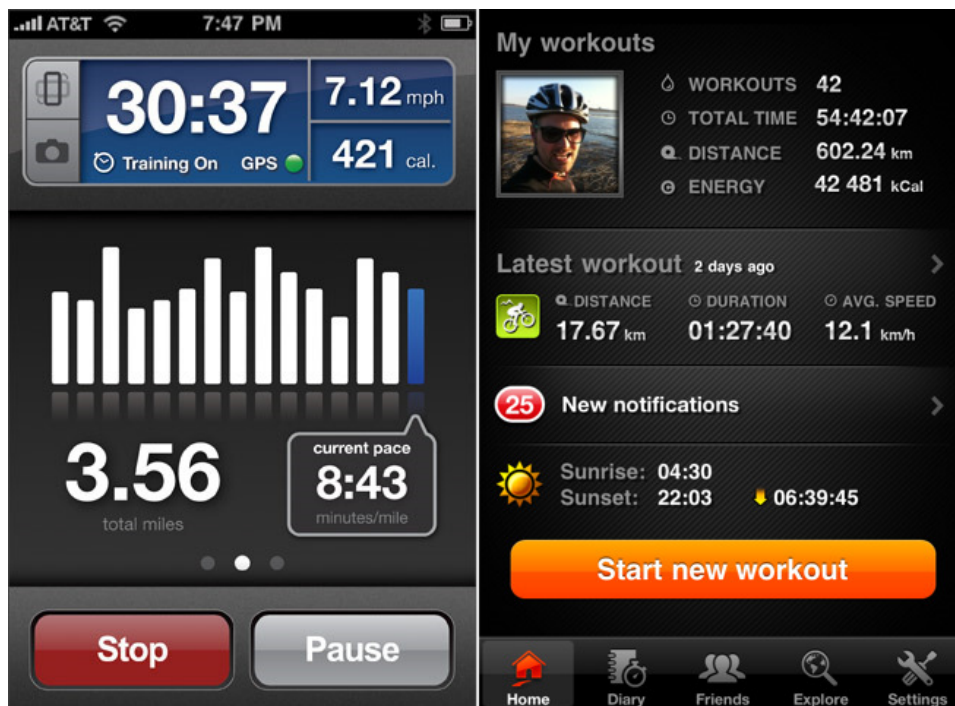 AT&T 7:47 PM
30:37
7.12 mph
Training On GPS
421 cal.
3.56
total miles
current pace
8:43
minutes/mile
Stop Pause
My workouts
WORKOUTS 42
TOTAL TIME 54:42:07
DISTANCE 602.24 km
ENERGY 42 481 kCal
Latest workout 2 days ago
DISTANCE DURATION AVG. SPEED
17.67 km 01:27:40 12.1 km/h
25 New notifications
Sunrise: 04:30
Sunset: 22:03 06:39:45
Start new workout
Home Diary Friends Explore Settings